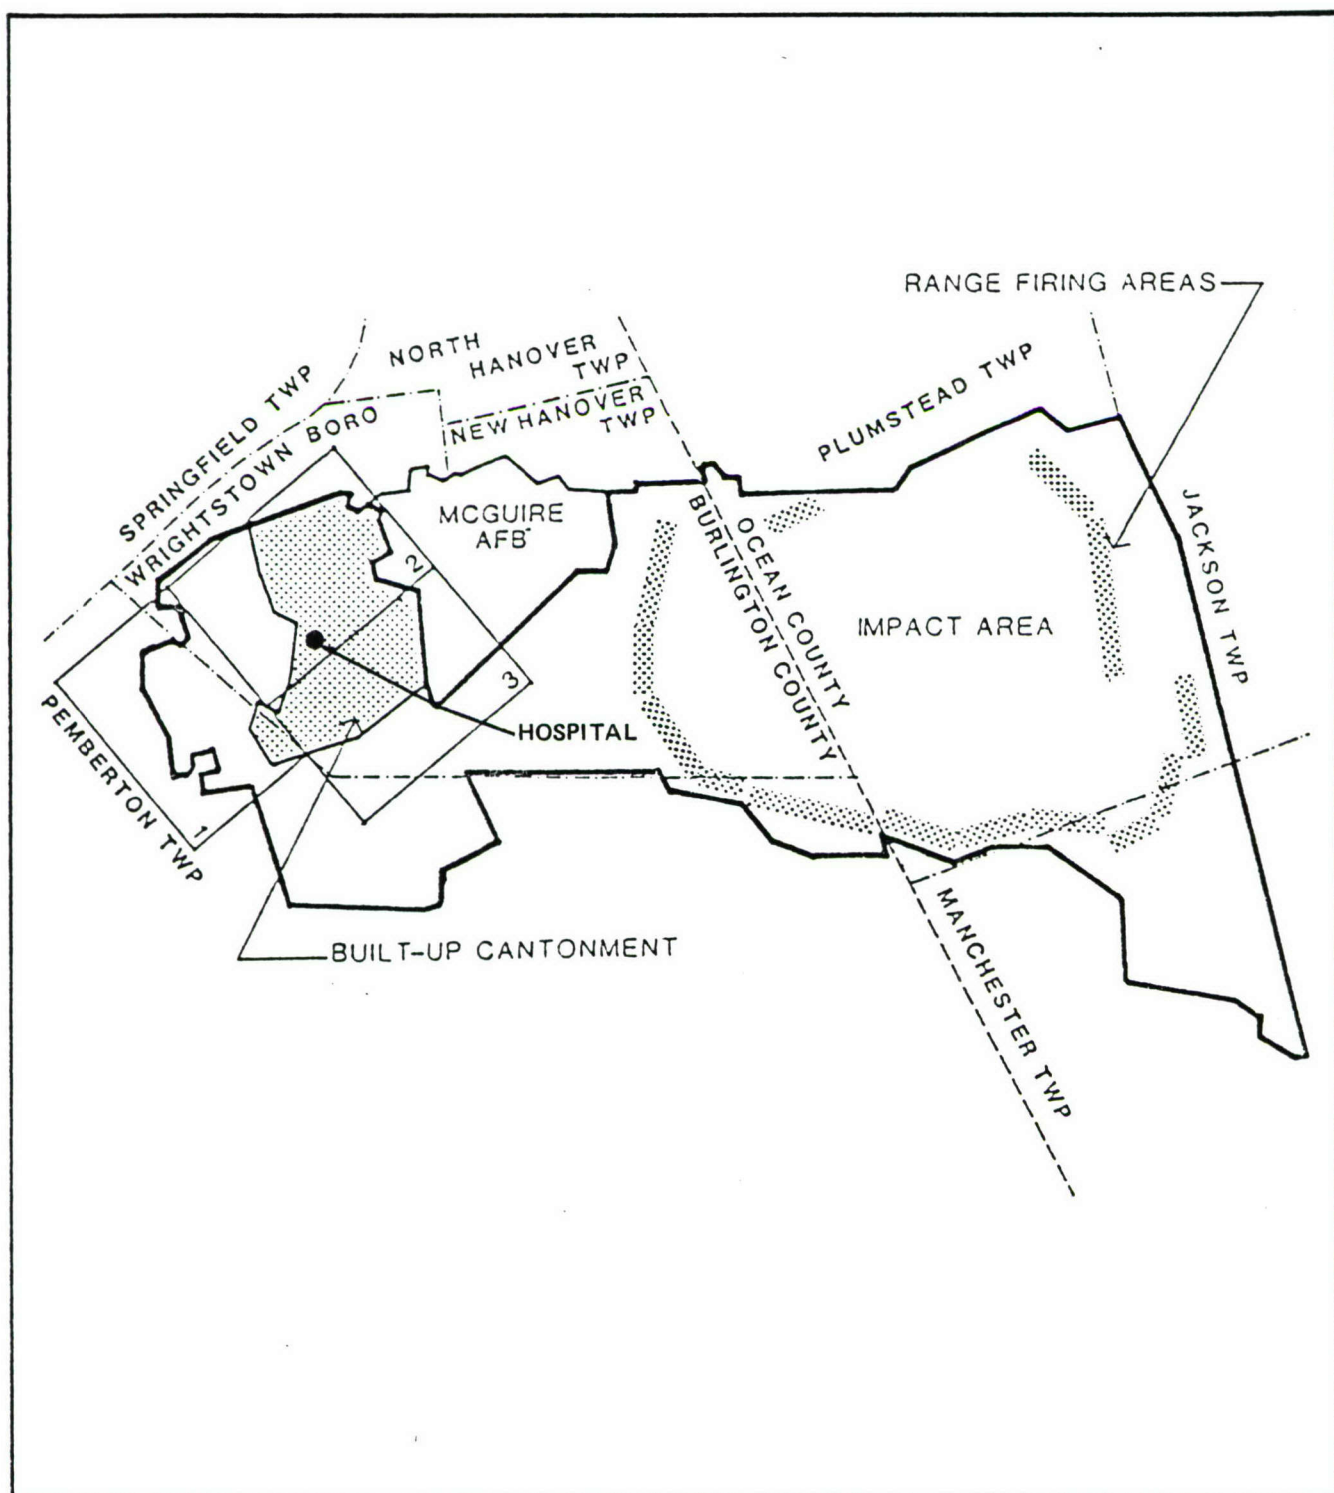 RANGE FIRING AREAS
NORTH
HANOVER
TWP
NEW HANOVER
TWP
SPRINGFIELD TWP
WRIGHTSTOWN BORO
PLUMSTEAD TWP
MCGUIRE
AFB
JACKSON TWP
OCEAN COUNTY
BURLINGTON COUNTY
IMPACT AREA
2
3
1
HOSPITAL
PEMBERTON TWP
BUILT-UP CANTONMENT
MANCHESTER TWP